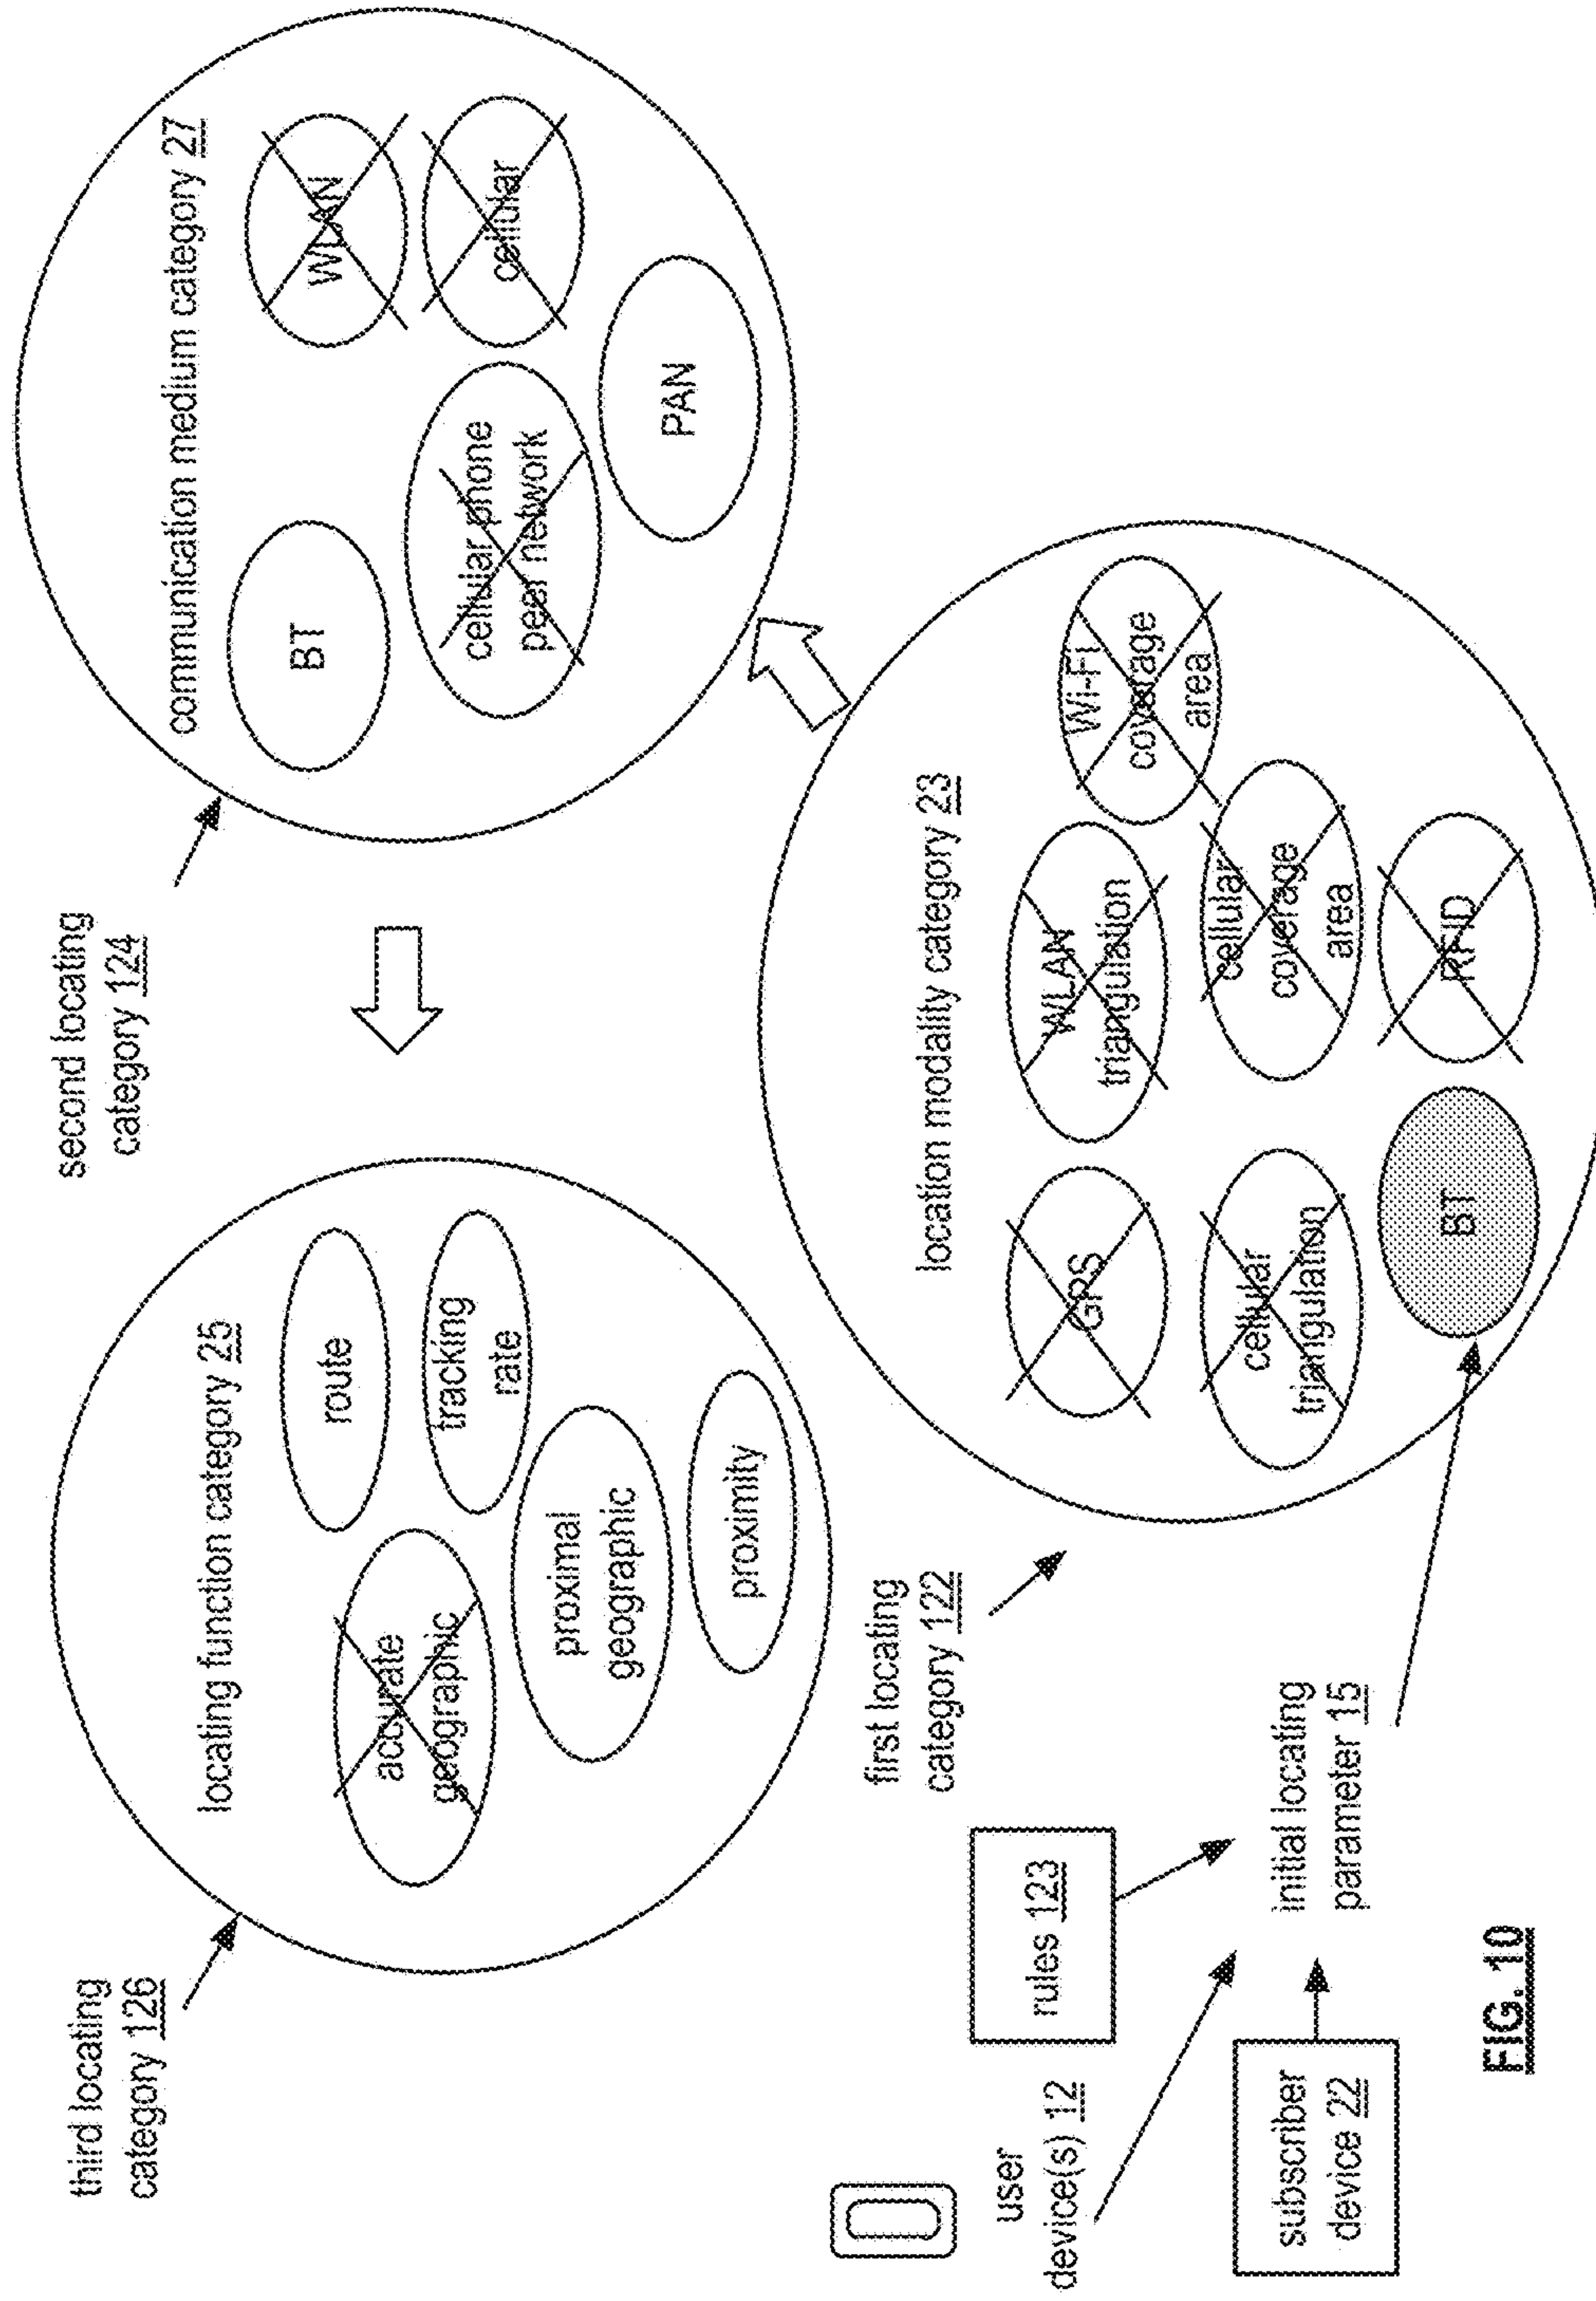 third locating
category 126
locating function category 25
accurate
geographic
route
tracking
rate
proximal
geographic
proximity
second locating
category 124
communication medium category 27
BT
WLAN
cellular phone
peer network
cellular
PAN
first locating
category 122
location modality category 23
GPS
WLAN
triangulation
Wi-Fi
coverage
area
cellular
triangulation
cellular
coverage
area
BT
RFID
user
device(s) 12
rules 123
subscriber
device 22
initial locating
parameter 15
FIG. 10